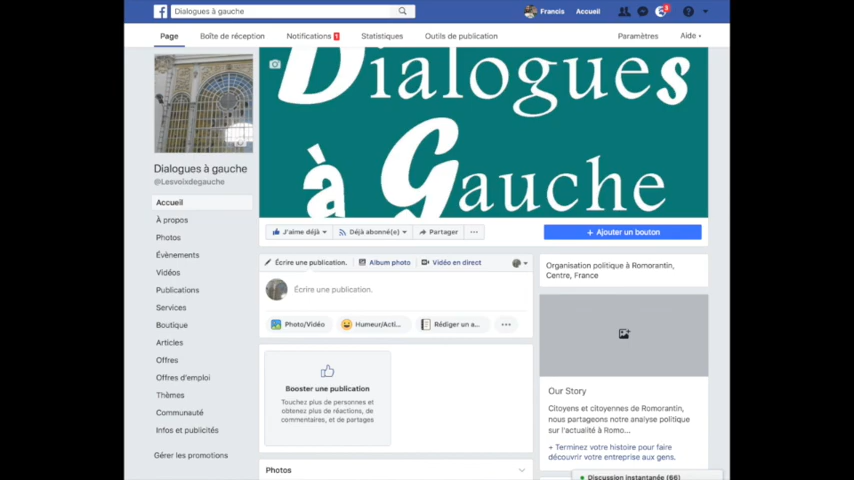 Dialogues à gauche
Francis
Accueil
3
Page
Boîte de réception
Notifications 1
Statistiques
Outils de publication
Paramètres
Aide
Dialogues
à Gauche
Dialogues à gauche
@Lesvoixdegauche
Accueil
À propos
Photos
Évènements
Vidéos
Publications
Services
Boutique
Articles
Offres
Offres d'emploi
Thèmes
Communauté
Infos et publicités
Gérer les promotions
J'aime déjà
Déjà abonné(e)
Partager
...
+ Ajouter un bouton
Écrire une publication.
Album photo
Vidéo en direct
Écrire une publication.
Photo/Vidéo
Humeur/Acti...
Rédiger un a...
...
Booster une publication
Touchez plus de personnes et
obtenez plus de réactions, de
commentaires, et de partages
Photos
Organisation politique à Romorantin,
Centre, France
Our Story
Citoyens et citoyennes de Romorantin,
nous partageons notre analyse politique
sur l'actualité à Romo...
+ Terminez votre histoire pour faire
découvrir votre entreprise aux gens.
Discussion instantanée (66)